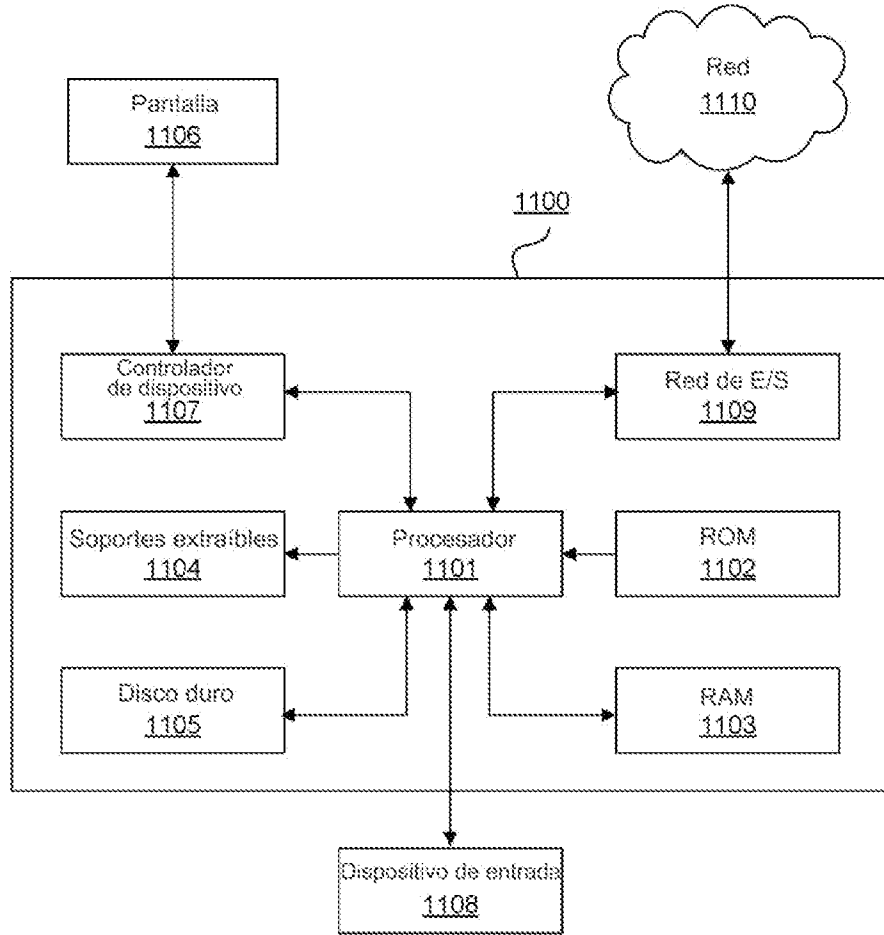 Pantalla
1106
Red
1110
1100
Controlador
de dispositivo
1107
Red de E/S
1109
Soportes extraíbles
1104
Procesador
1101
ROM
1102
Disco duro
1105
RAM
1103
Dispositivo de entrada
1108